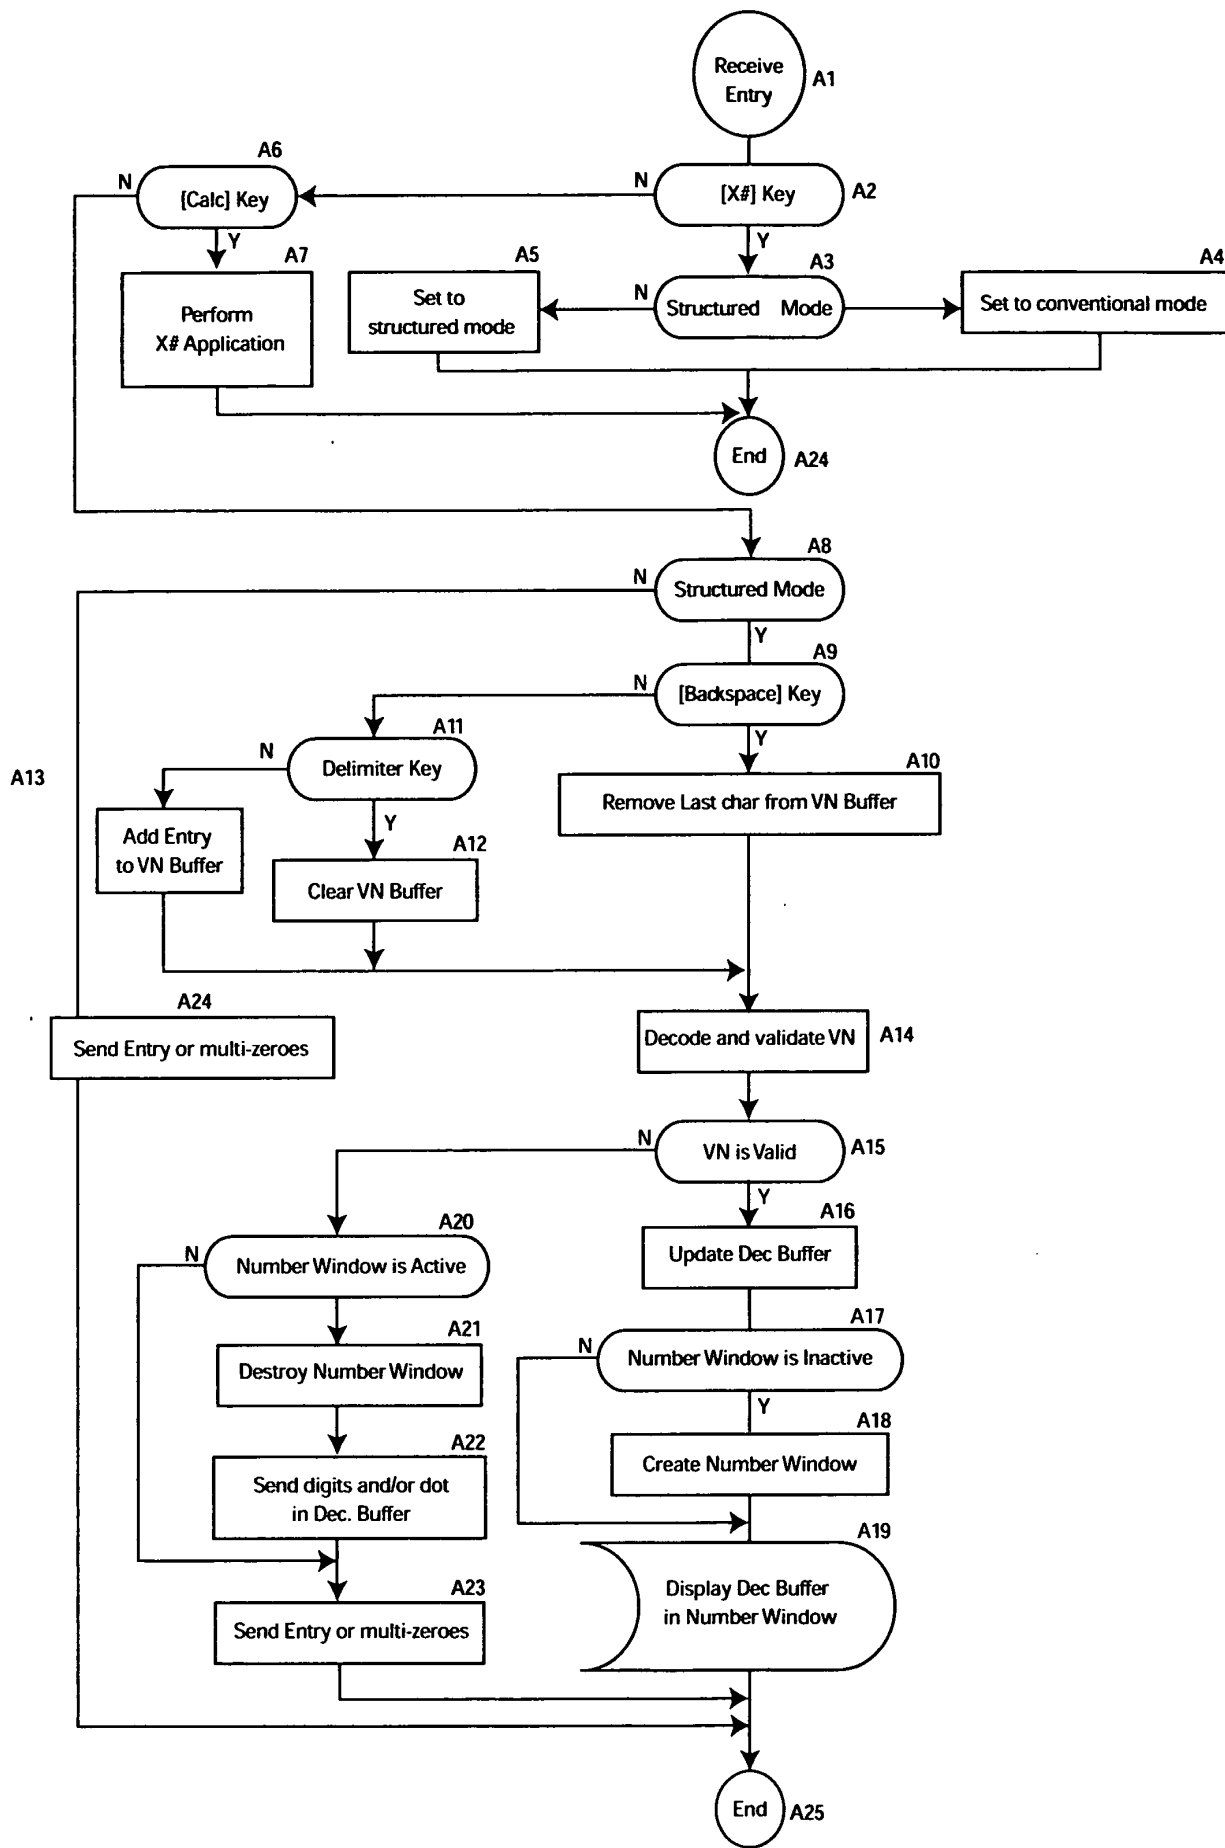 Receive
Entry
A1
A6
N
[Calc] Key
N
[X#] Key
A2
Y
Y
A7
A5
A3
A4
Perform
X# Application
Set to
structured mode
N
Structured Mode
Set to conventional mode
End
A24
A8
N
Structured Mode
Y
A9
N
[Backspace] Key
Y
A11
N
Delimiter Key
A10
A13
Remove Last char from VN Buffer
Add Entry
to VN Buffer
Y
A12
Clear VN Buffer
A24
Send Entry or multi-zeroes
Decode and validate VN
A14
N
VN is Valid
A15
Y
A20
A16
N
Number Window is Active
Update Dec Buffer
A21
A17
Destroy Number Window
N
Number Window is Inactive
Y
A22
A18
Send digits and/or dot
in Dec. Buffer
Create Number Window
A19
A23
Display Dec Buffer
in Number Window
Send Entry or multi-zeroes
End
A25